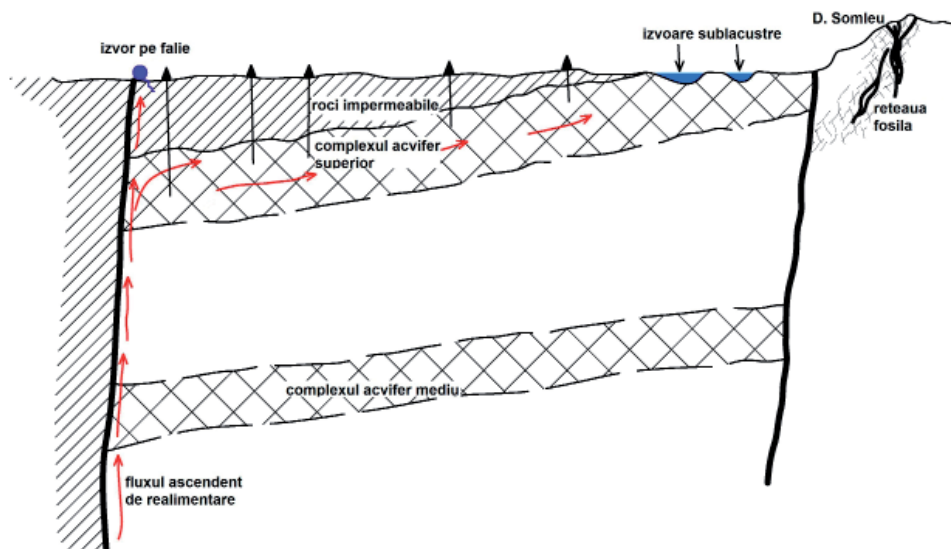 D. Somleu
izvor pe falie
izvoare sublacustre
roci impermeabile
reteaua
fosila
complexul acvifer
superior
complexul acvifer mediu
fluxul ascendent
de realimentare